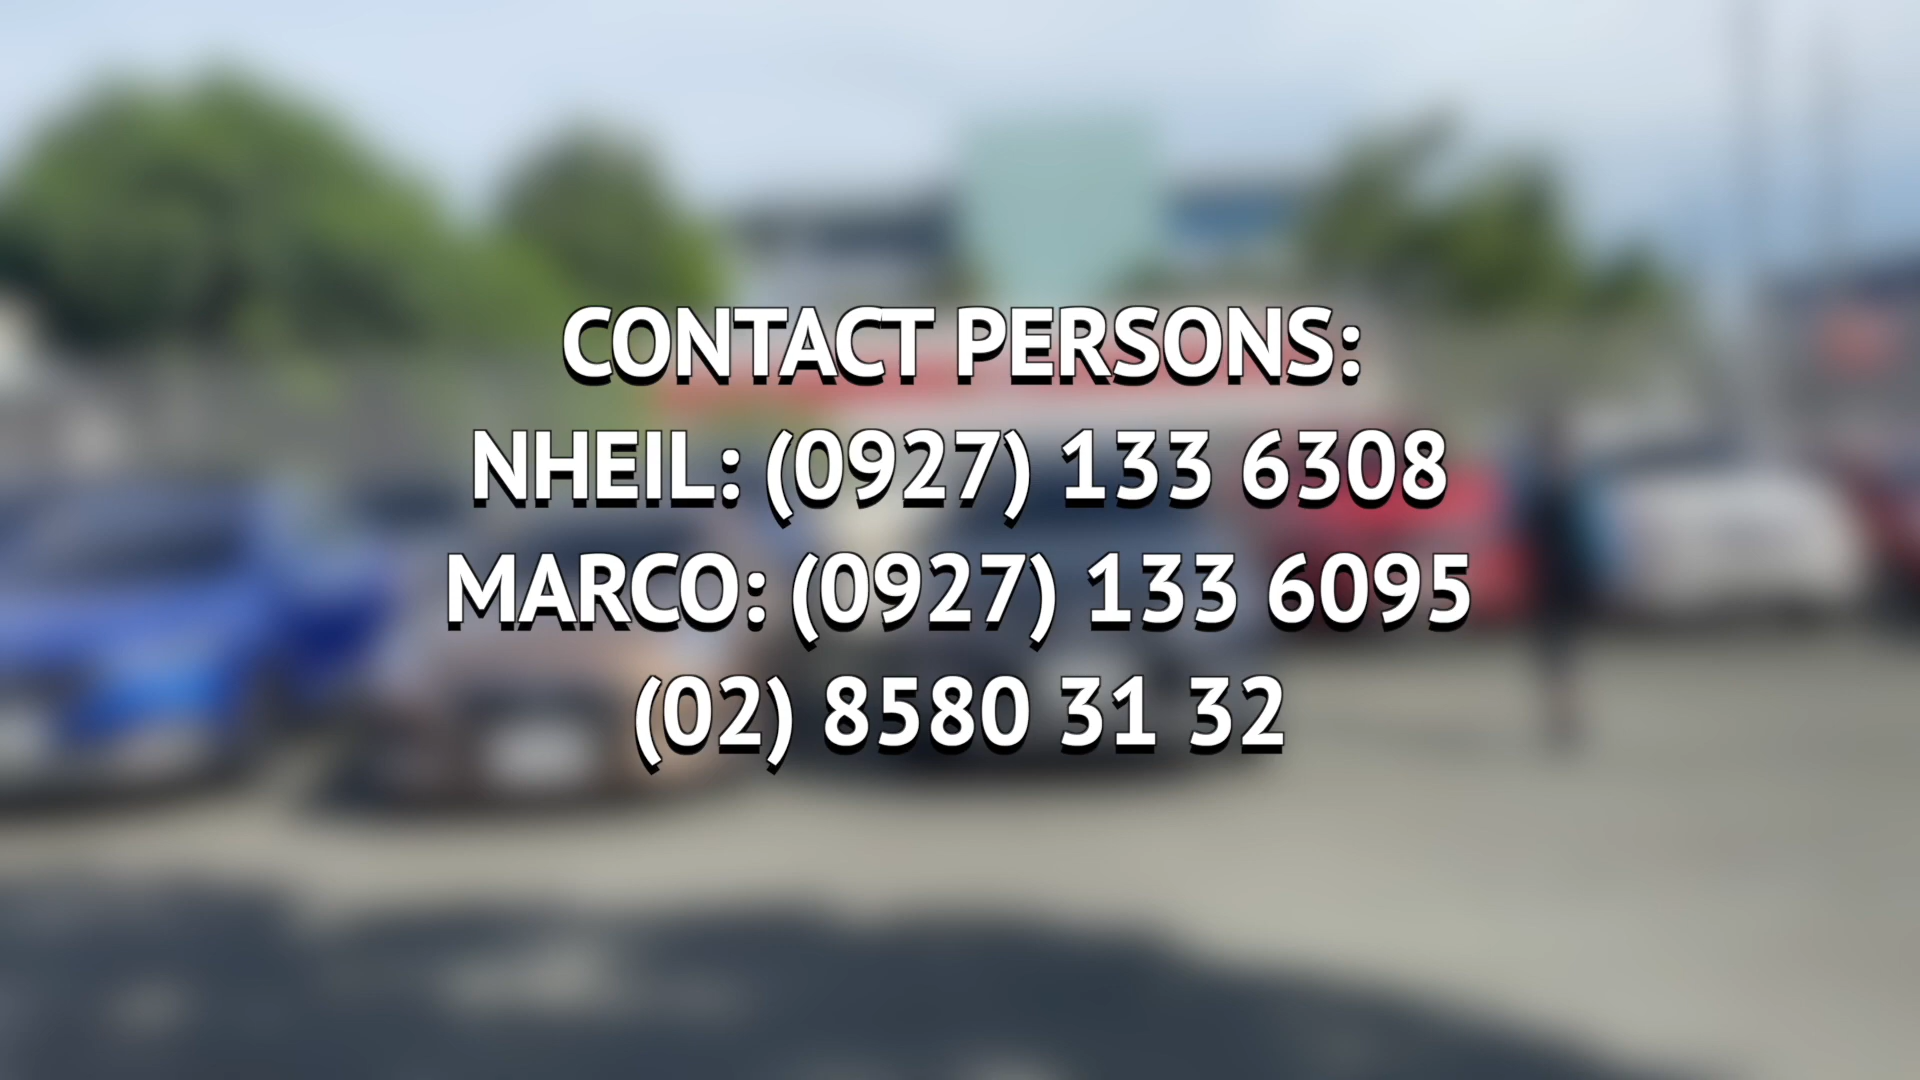 CONTACT PERSONS:
NHEIL: (0927) 133 6308
MARCO: (0927) 133 6095
(02) 8580 31 32